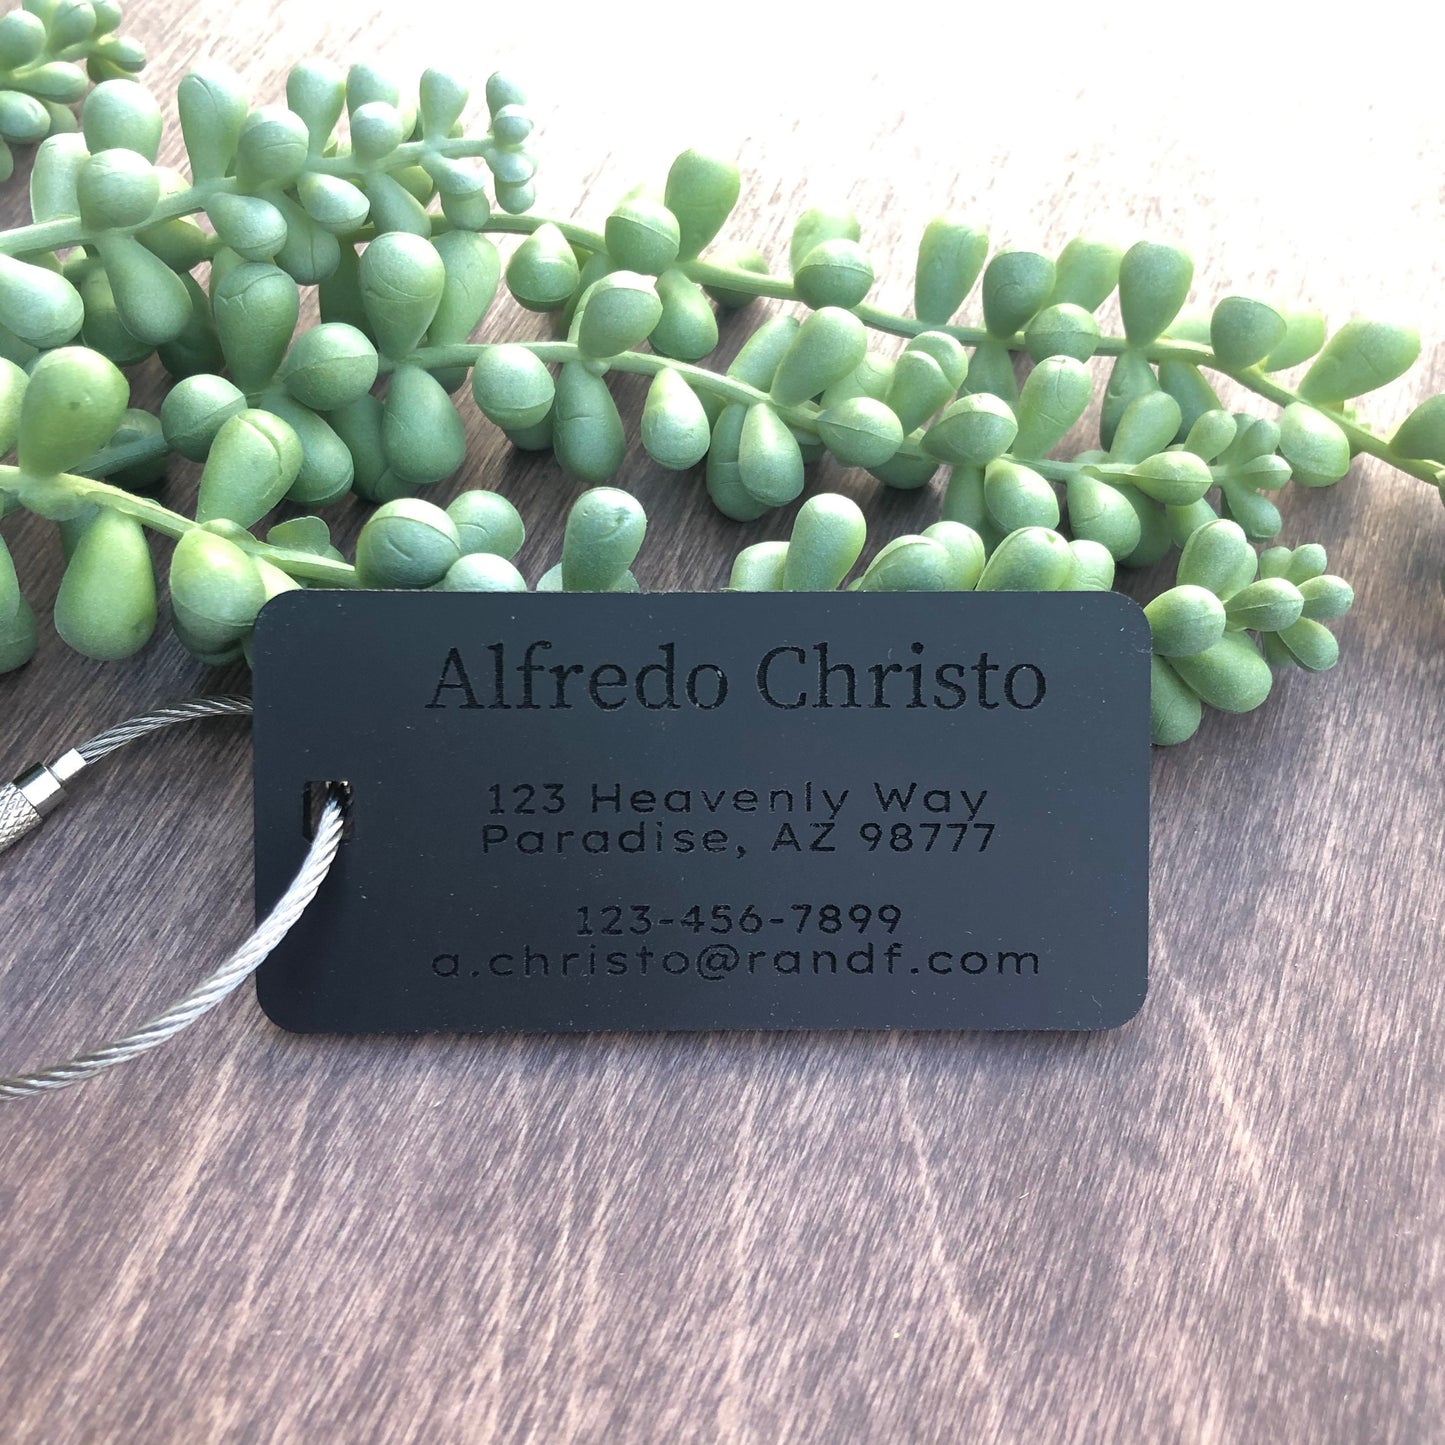 Alfredo Christo
123 Heavenly Way
Paradise, AZ 98777
123-456-7899
a.christo@randf.com